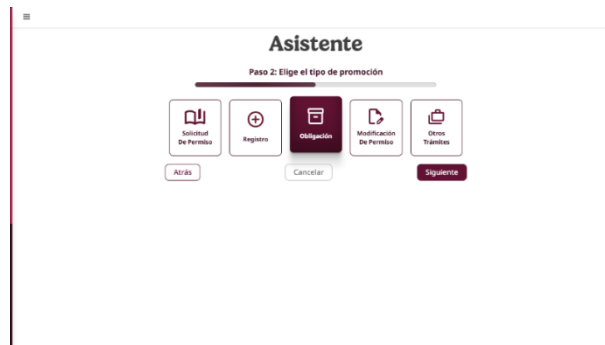 Asistente
Paso 2: Elige el tipo de promoción
Solicitud
De Permiso
Registro
Obligación
Modificación
De Permiso
Otros
Trámites
Atrás
Cancelar
Siguiente